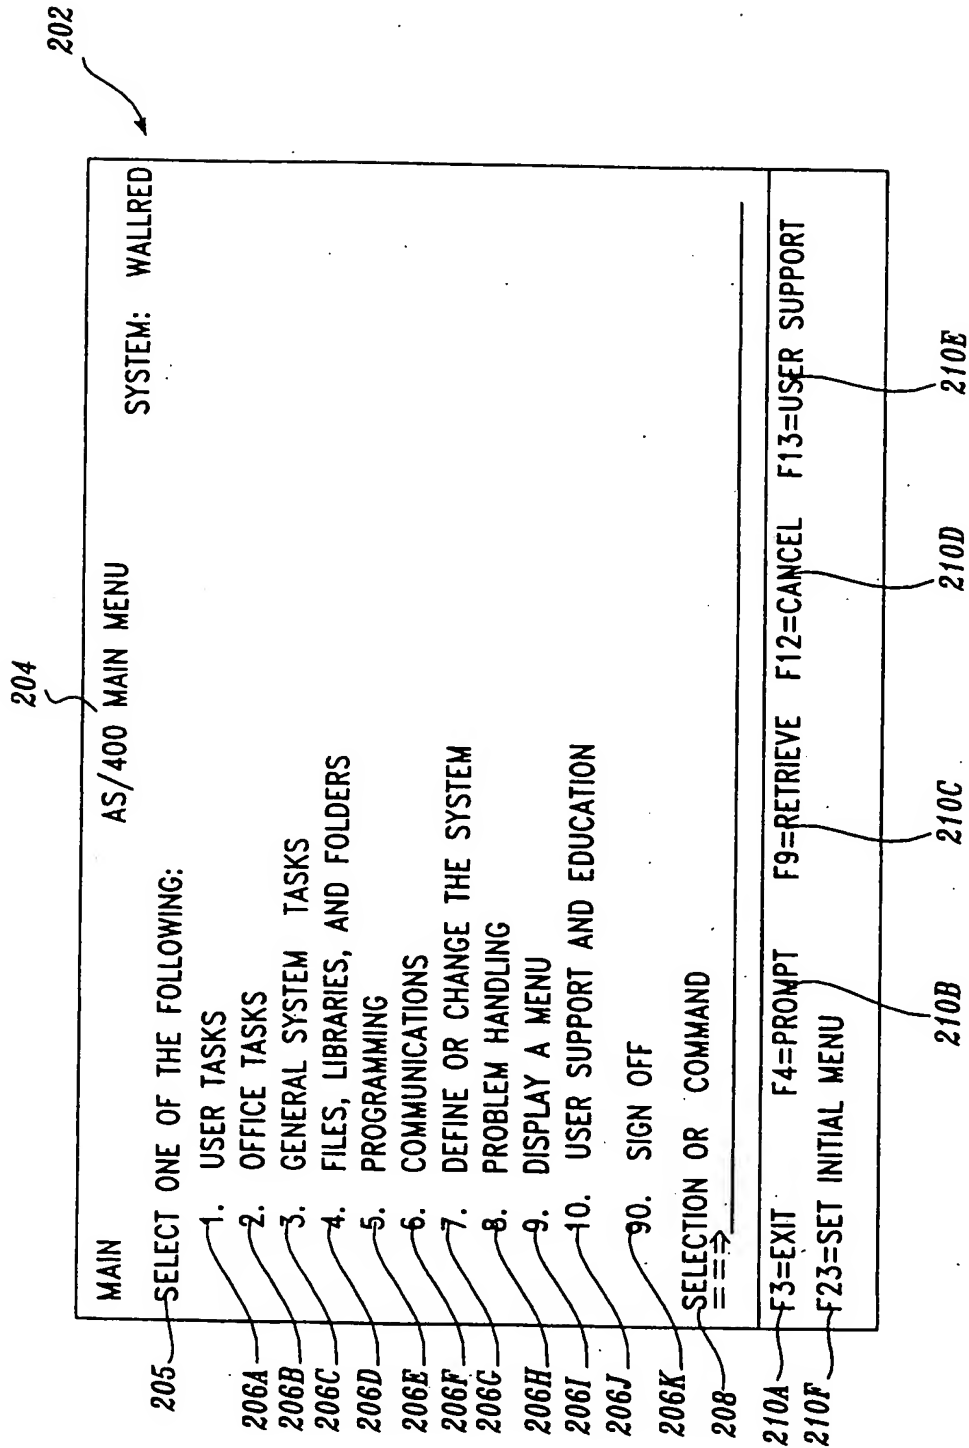 202
204
AS/400 MAIN MENU
MAIN
SYSTEM: WALLRED
205 SELECT ONE OF THE FOLLOWING:
206A 1. USER TASKS
206B 2. OFFICE TASKS
206C 3. GENERAL SYSTEM TASKS
206D 4. FILES, LIBRARIES, AND FOLDERS
206E 5. PROGRAMMING
206F 6. COMMUNICATIONS
206G 7. DEFINE OR CHANGE THE SYSTEM
206H 8. PROBLEM HANDLING
206I 9. DISPLAY A MENU
206J 10. USER SUPPORT AND EDUCATION
206K 90. SIGN OFF
208 SELECTION OR COMMAND
===>
210A F3=EXIT F4=PROMPT F9=RETRIEVE F12=CANCEL F13=USER SUPPORT
210F F23=SET INITIAL MENU
210B 210C 210D 210E